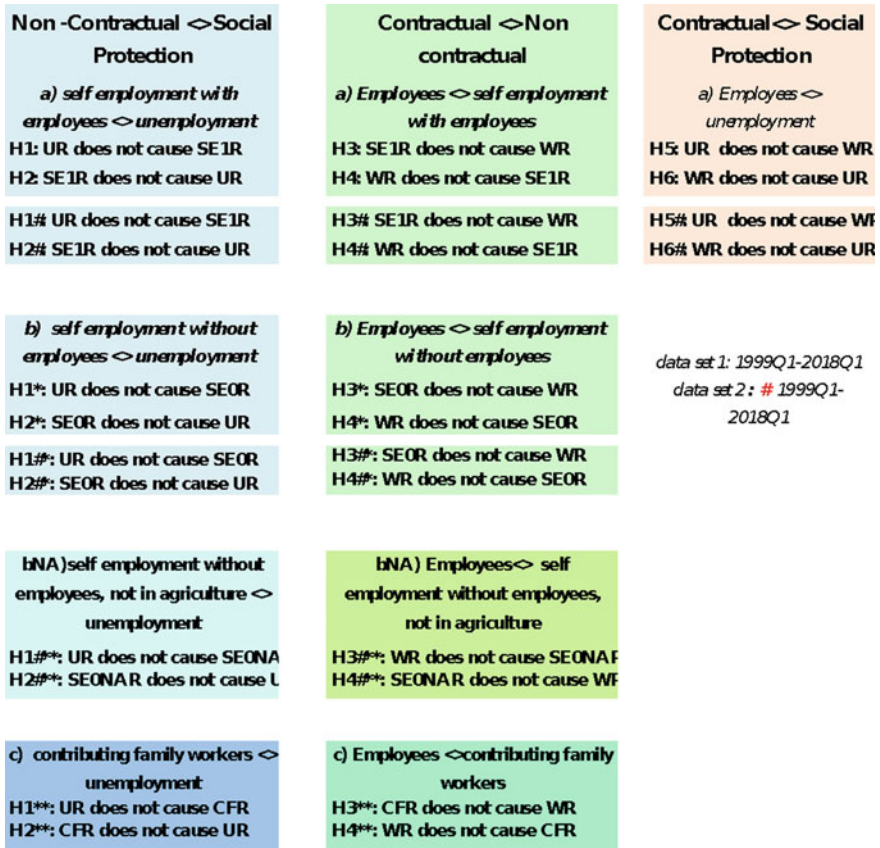 Non -Contractual <>Social
Protection
a) self employment with
employees <> unemployment
H1: UR does not cause SE1R
H2: SE1R does not cause UR
H1#: UR does not cause SE1R
H2#: SE1R does not cause UR
b) self employment without
employees <> unemployment
H1*: UR does not cause SE0R
H2*: SE0R does not cause UR
H1#*: UR does not cause SE0R
H2#*: SE0R does not cause UR
bNA)self employment without
employees, not in agriculture <>
unemployment
H1#**: UR does not cause SE0NA
H2#**: SE0NAR does not cause U
c) contributing family workers <>
unemployment
H1**: UR does not cause CFR
H2**: CFR does not cause UR
Contractual <>Non
contractual
a) Employees <> self employment
with employees
H3: SE1R does not cause WR
H4: WR does not cause SE1R
H3#: SE1R does not cause WR
H4#: WR does not cause SE1R
b) Employees <> self employment
without employees
H3*: SE0R does not cause WR
H4*: WR does not cause SE0R
H3#*: SE0R does not cause WR
H4#*: WR does not cause SE0R
bNA) Employees<> self
employment without employees,
not in agriculture
H3#**: WR does not cause SE0NAR
H4#**: SE0NAR does not cause WR
c) Employees <>contributing family
workers
H3**: CFR does not cause WR
H4**: WR does not cause CFR
Contractual<> Social
Protection
a) Employees <>
unemployment
H5: UR does not cause WR
H6: WR does not cause UR
H5#: UR does not cause WR
H6#: WR does not cause UR
data set 1: 1999Q1-2018Q1
data set 2 : # 1999Q1-
2018Q1